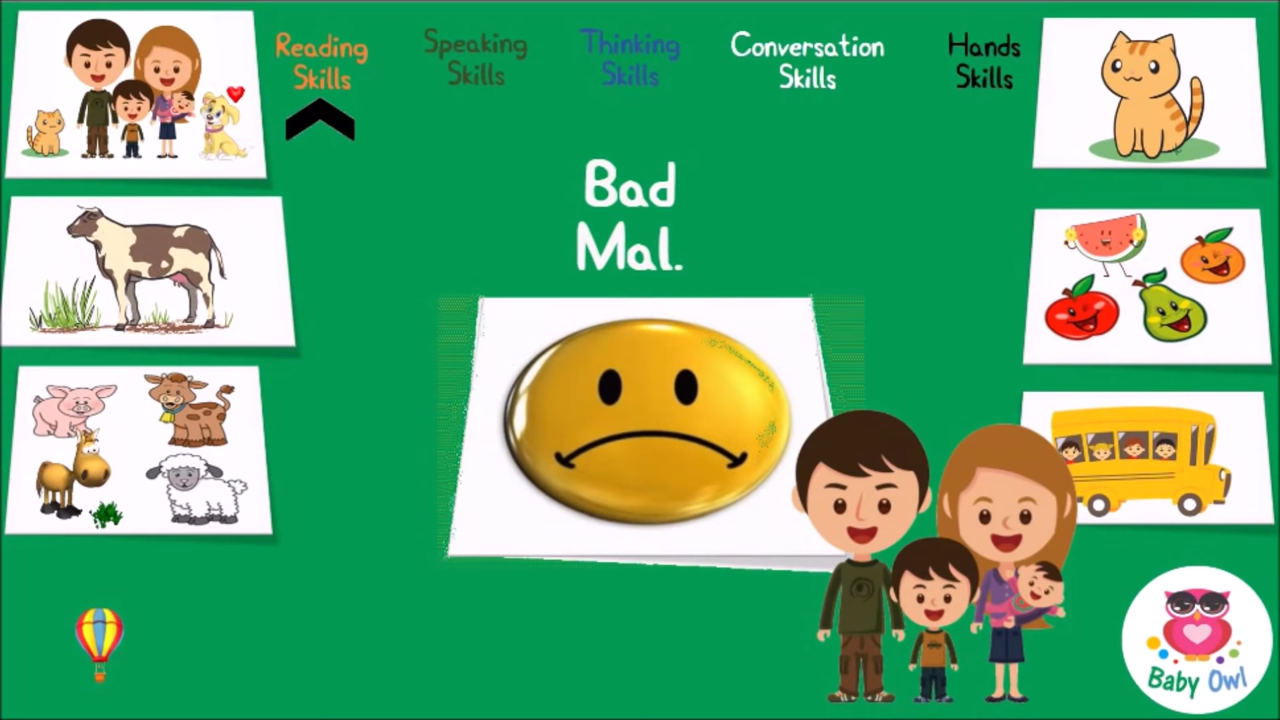 Reading
Skills
Speaking
Skills
Thinking
Skills
Conversation
Skills
Hands
Skills
Bad
Mal.
Baby Owl